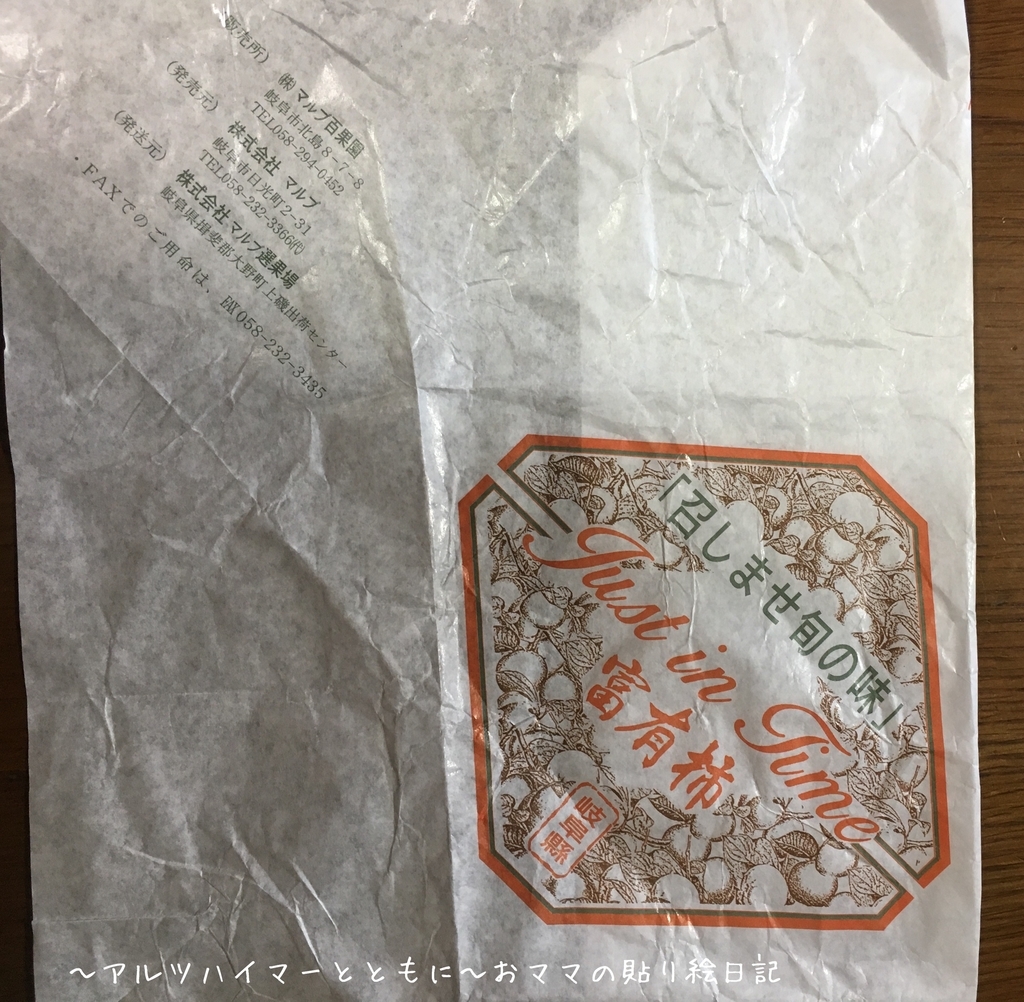 (販売所) ㈱マルブ百果園
岐阜市北島8-7-8
TEL058-294-0452
(発売元) 株式会社 マルブ
岐阜市日光町2-31
TEL058-232-3366㈹
(発送元) 株式会社マルブ選果場
岐阜県揖斐郡大野町上磯出荷センター
・FAXでのご用命は、FAX058-232-3435
「召しませ旬の味」
Just in Time
富有柿
岐阜縣
～アルツハイマーとともに～おママの貼り絵日記